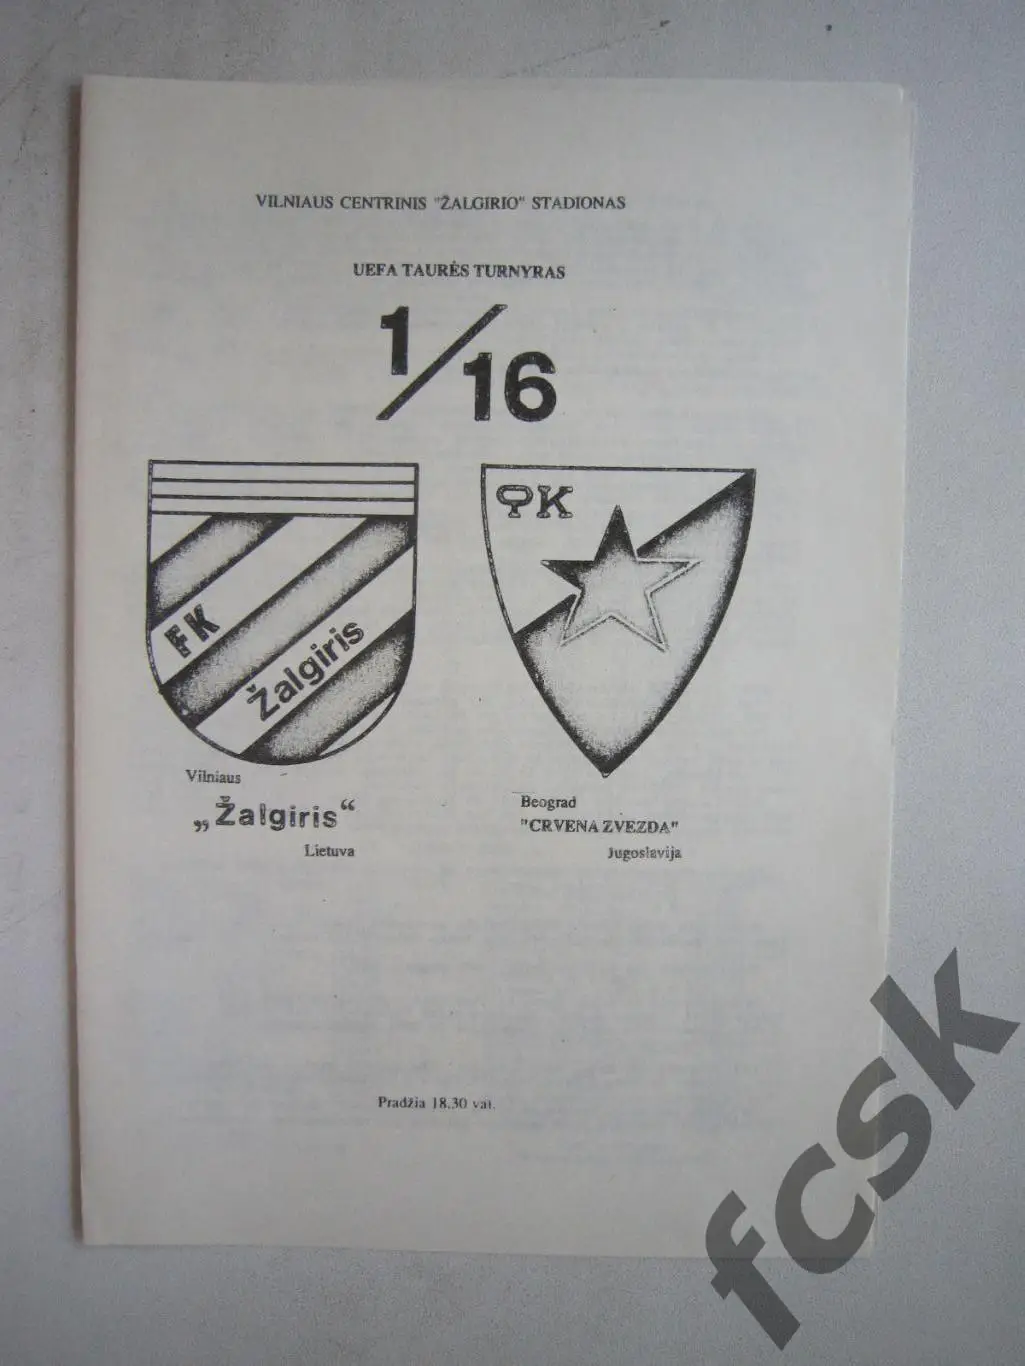 VILNIAUS CENTRINIS "ŽALGIRIO" STADIONAS
UEFA TAURĖS TURNYRAS
1/16
FK
Žalgiris
ФК
Vilniaus
„Žalgiris“
Lietuva
Beograd
"CRVENA ZVEZDA"
Jugoslavija
Pradžia 18.30 val.
fcsk